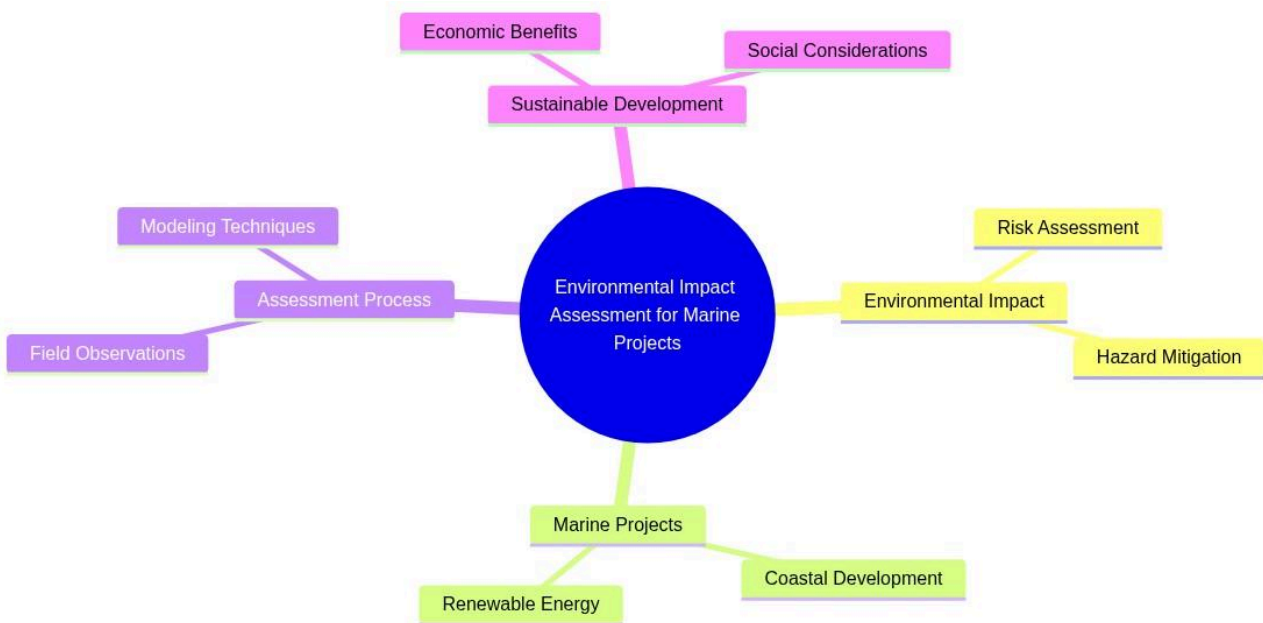 Economic Benefits
Social Considerations
Sustainable Development
Modeling Techniques
Risk Assessment
Assessment Process
Environmental Impact
Assessment for Marine
Projects
Environmental Impact
Field Observations
Hazard Mitigation
Marine Projects
Coastal Development
Renewable Energy